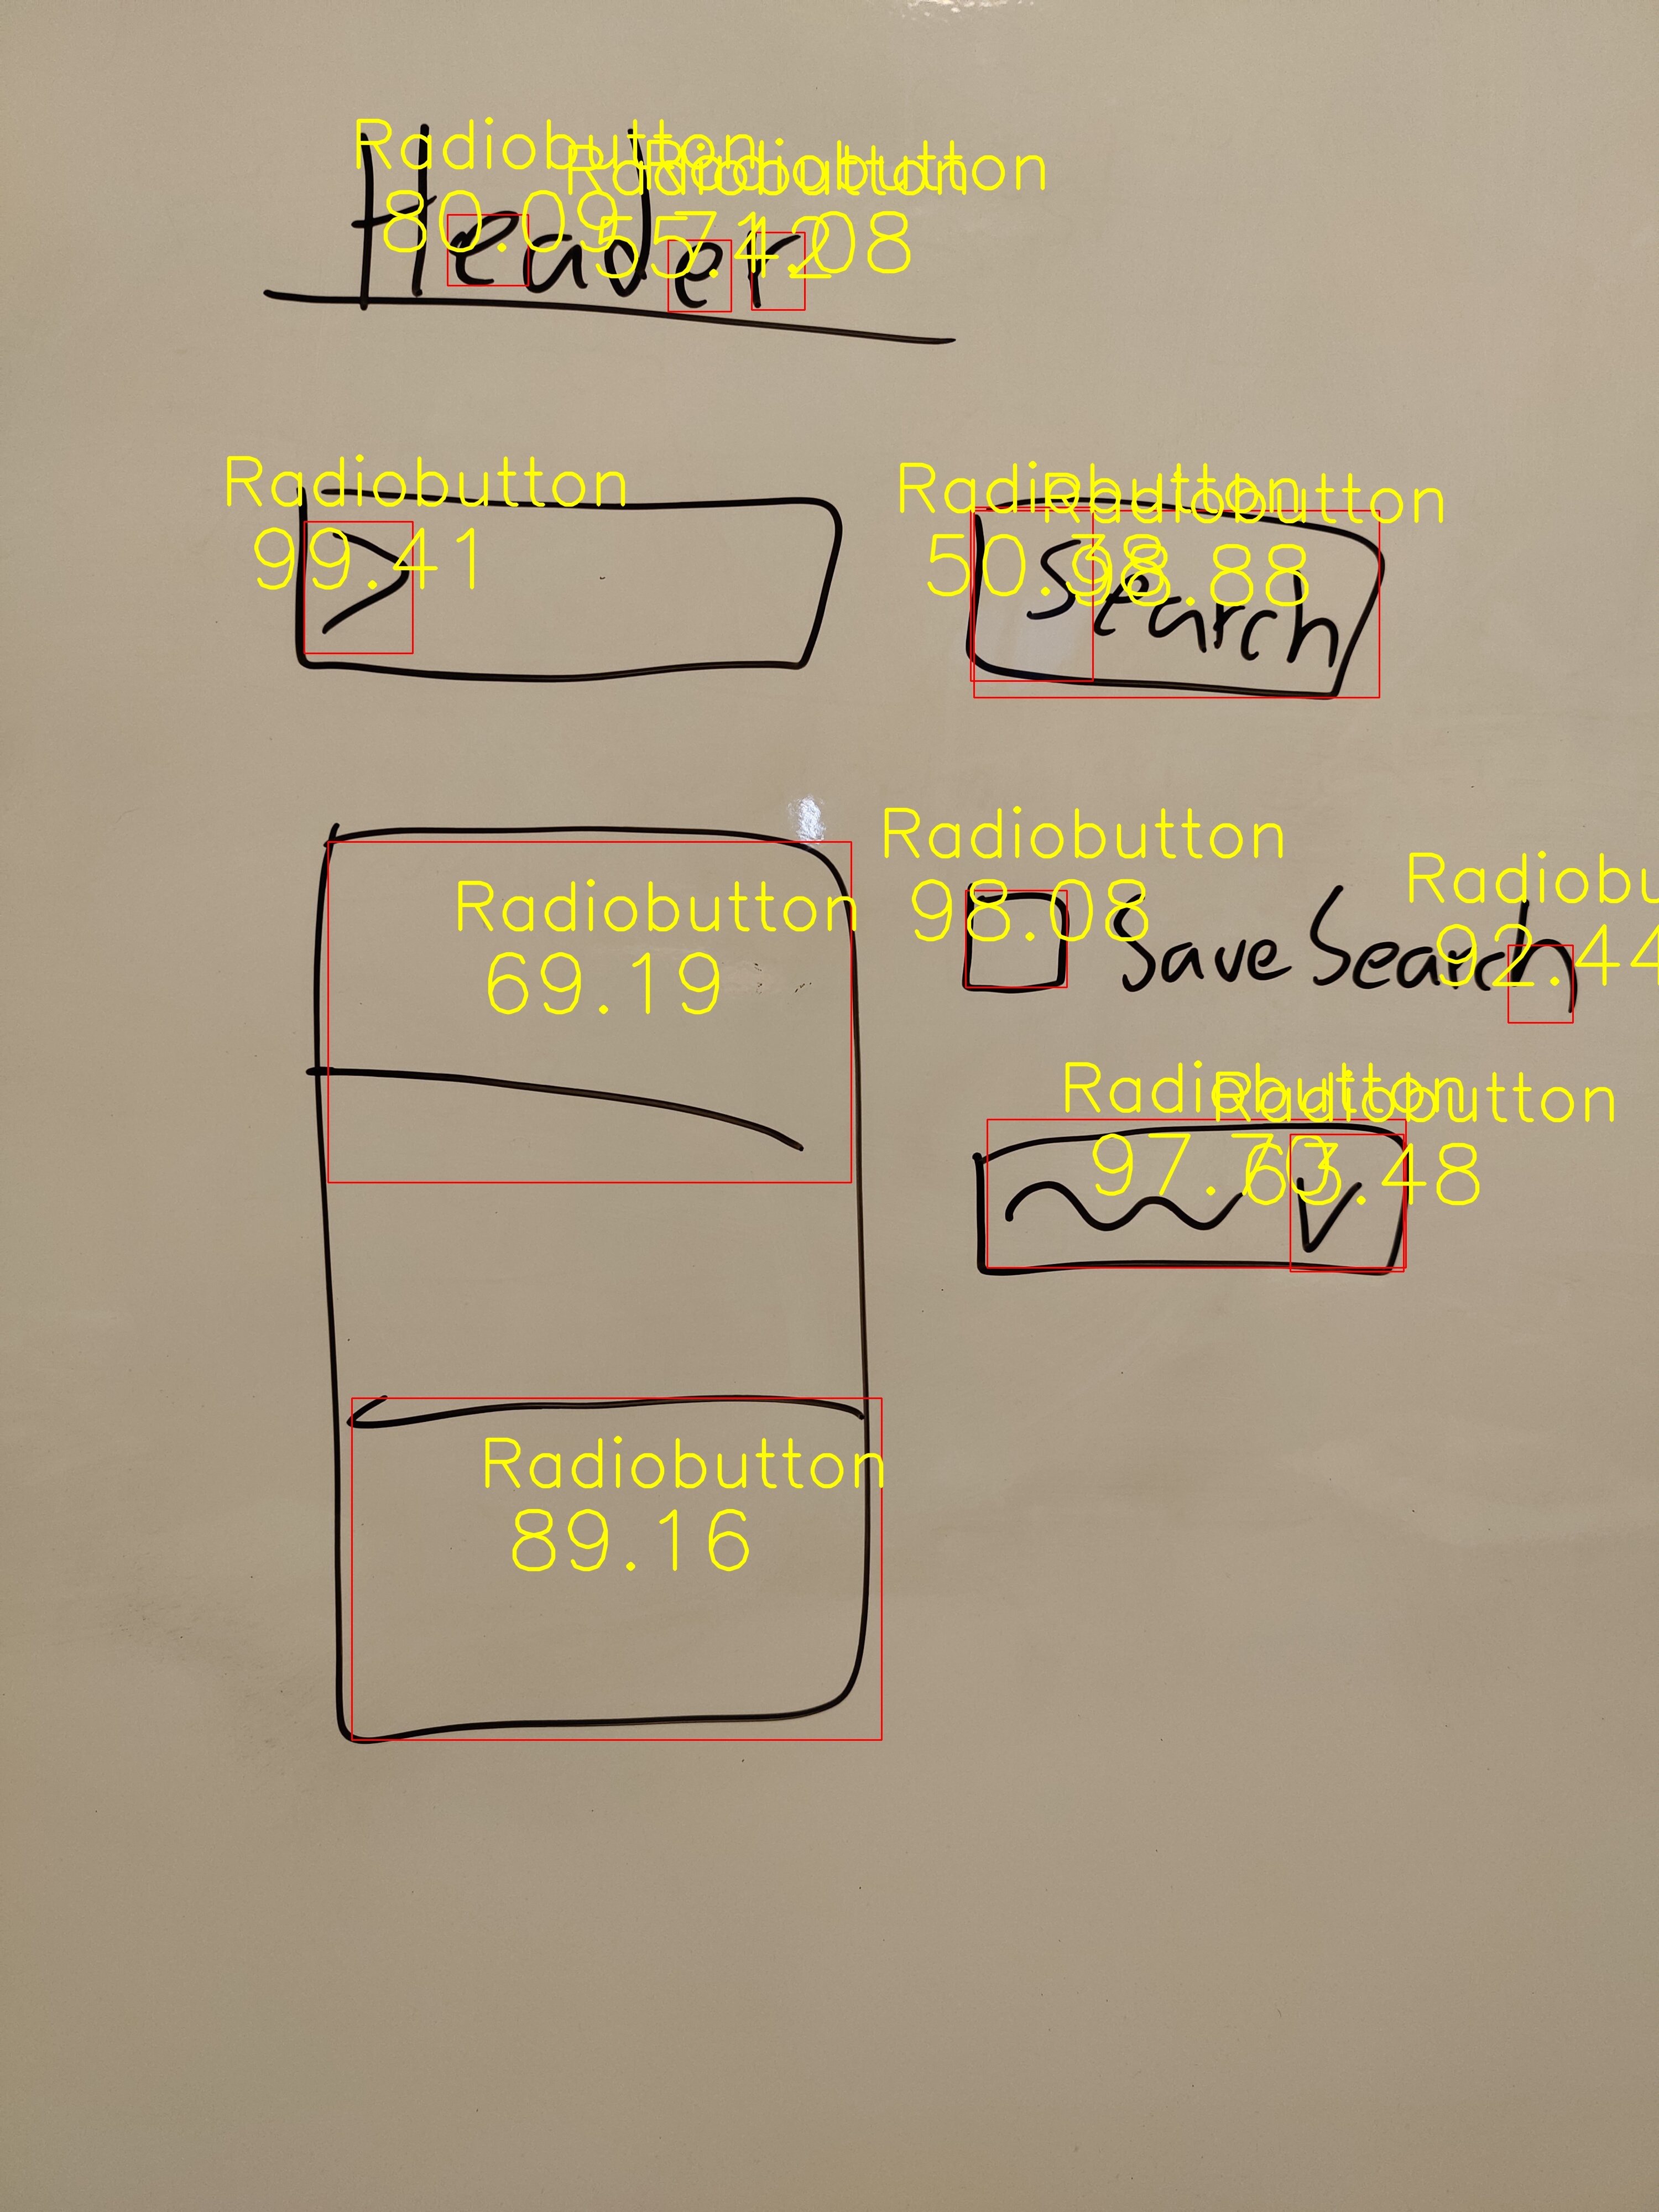 Radiobutton Radiobutton Radiobutton
80.09 55.42 71.08
Header
Radiobutton
99.41
Radiobutton Radiobutton
50.38 98.88
Search
Radiobutton
98.08
Save Search
Radiobu
92.44
Radiobutton
69.19
Radiobutton Radiobutton
97.73 63.48
V
Radiobutton
89.16